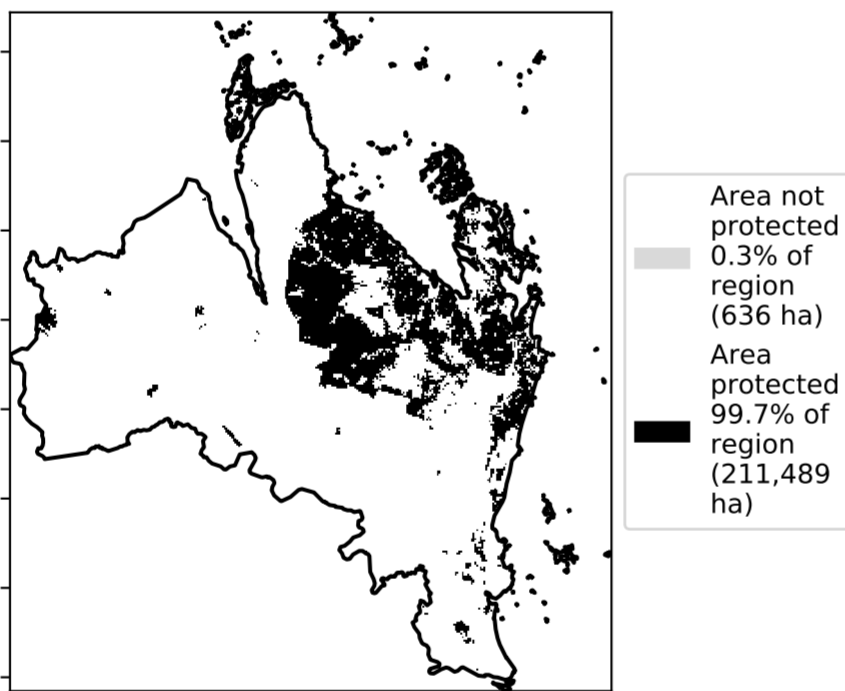 Area not
protected
0.3% of
region
(636 ha)
Area
protected
99.7% of
region
(211,489
ha)